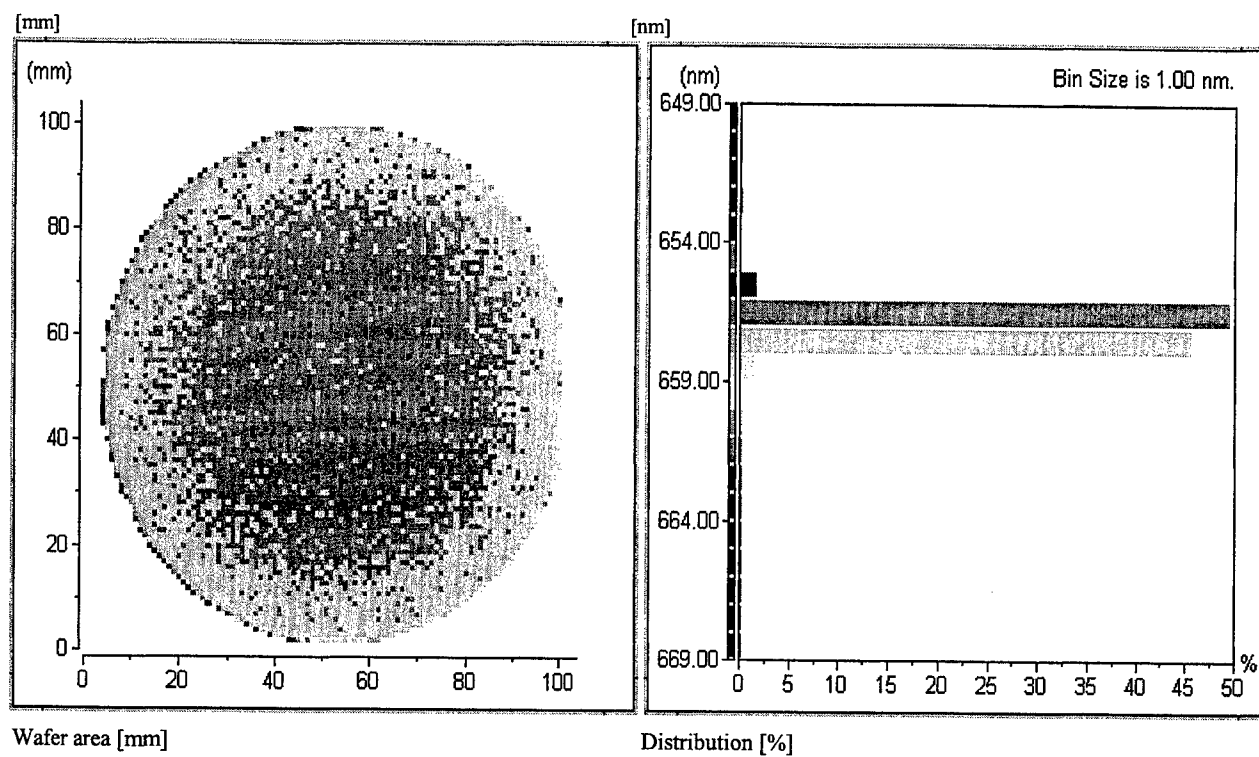 [mm]
[nm]
(mm)
100
80
60
40
20
0
0 20 40 60 80 100
Wafer area [mm]
(nm)
Bin Size is 1.00 nm.
649.00
654.00
659.00
664.00
669.00
0 5 10 15 20 25 30 35 40 45 50
%
Distribution [%]